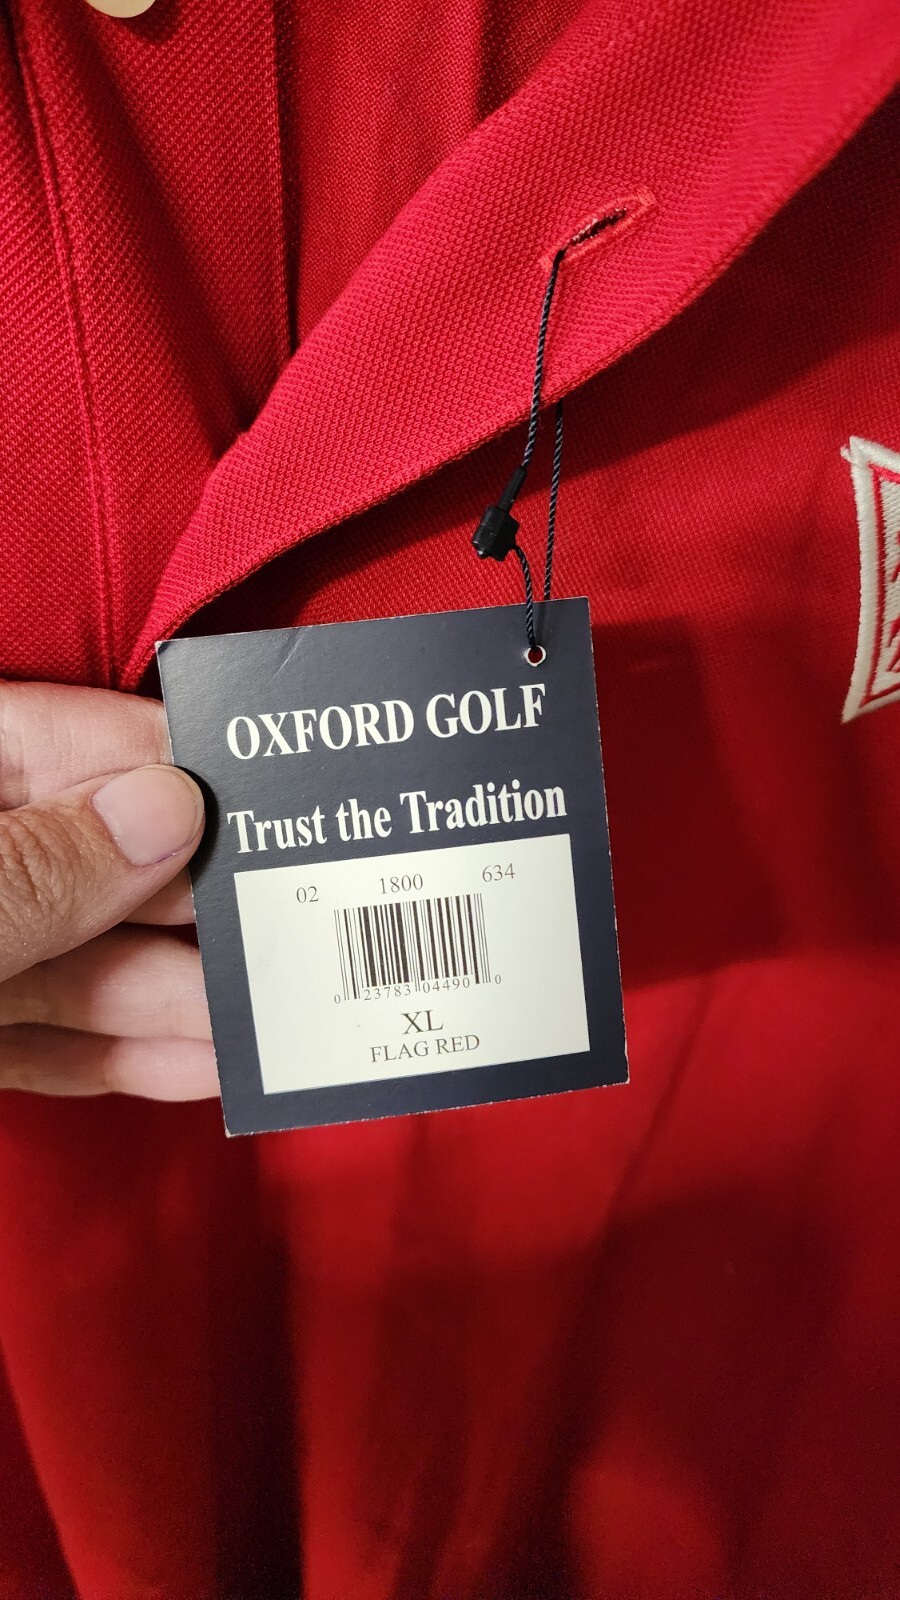 OXFORD GOLF
Trust the Tradition
02 1800 634
0 23783 04490 0
XL
FLAG RED